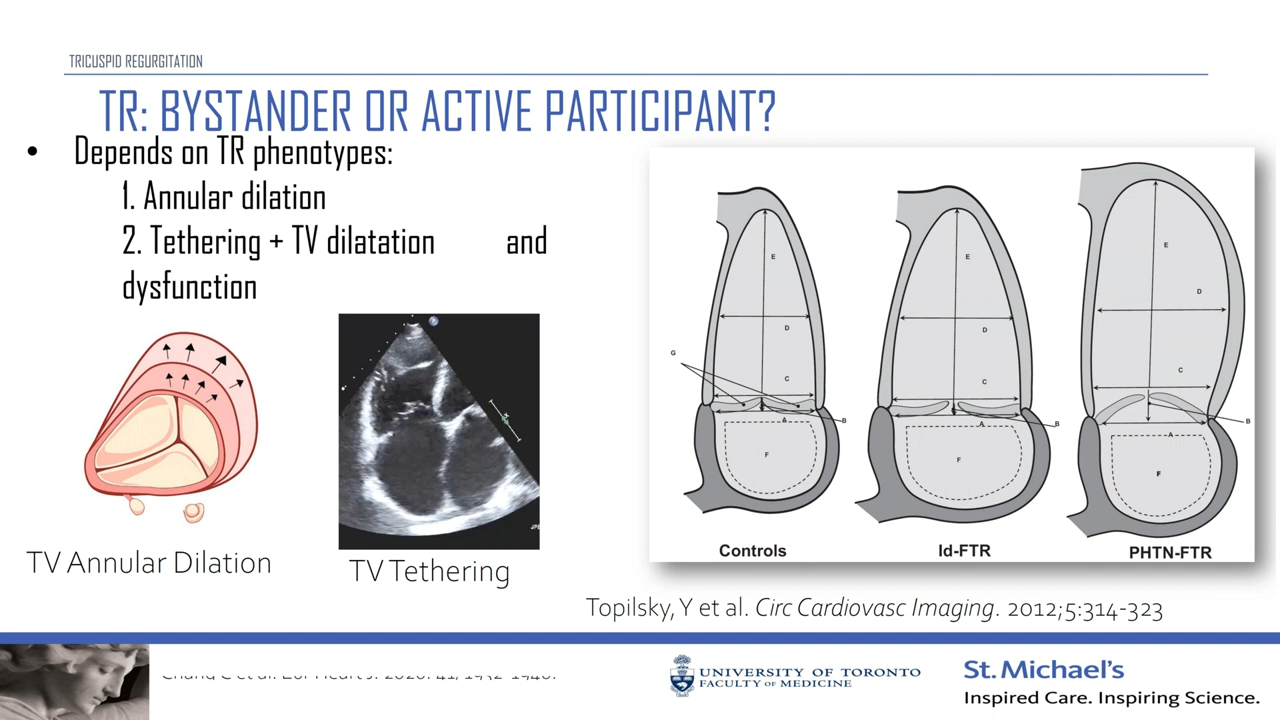 TRICUSPID REGURGITATION
TR: BYSTANDER OR ACTIVE PARTICIPANT?
• Depends on TR phenotypes:
1. Annular dilation
2. Tethering + TV dilatation and
dysfunction
TV Annular Dilation
TV Tethering
JPE
E
D
C
G
A
B
F
Controls
E
D
C
A
B
F
Id-FTR
E
D
C
B
A
F
PHTN-FTR
Topilsky, Y et al. Circ Cardiovasc Imaging. 2012;5:314-323
UNIVERSITY OF TORONTO
FACULTY OF MEDICINE
St. Michael's
Inspired Care. Inspiring Science.